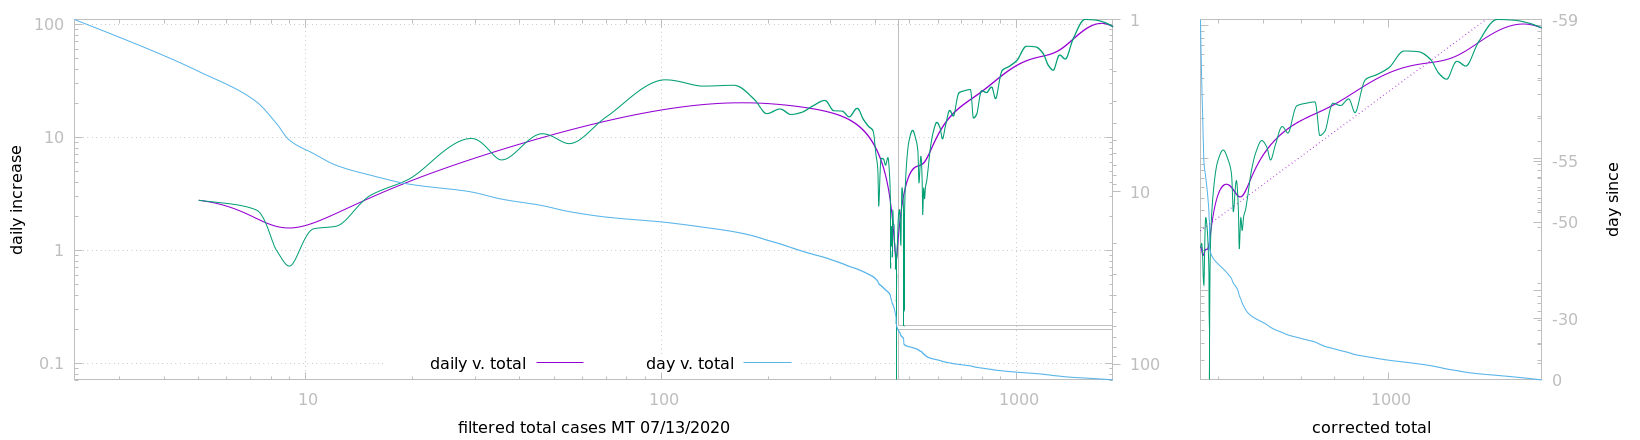 100
10
1
0.1
daily increase
daily v. total
day v. total
10
100
1000
filtered total cases MT 07/13/2020
1
10
100
1000
corrected total
-59
-55
-50
-30
0
day since